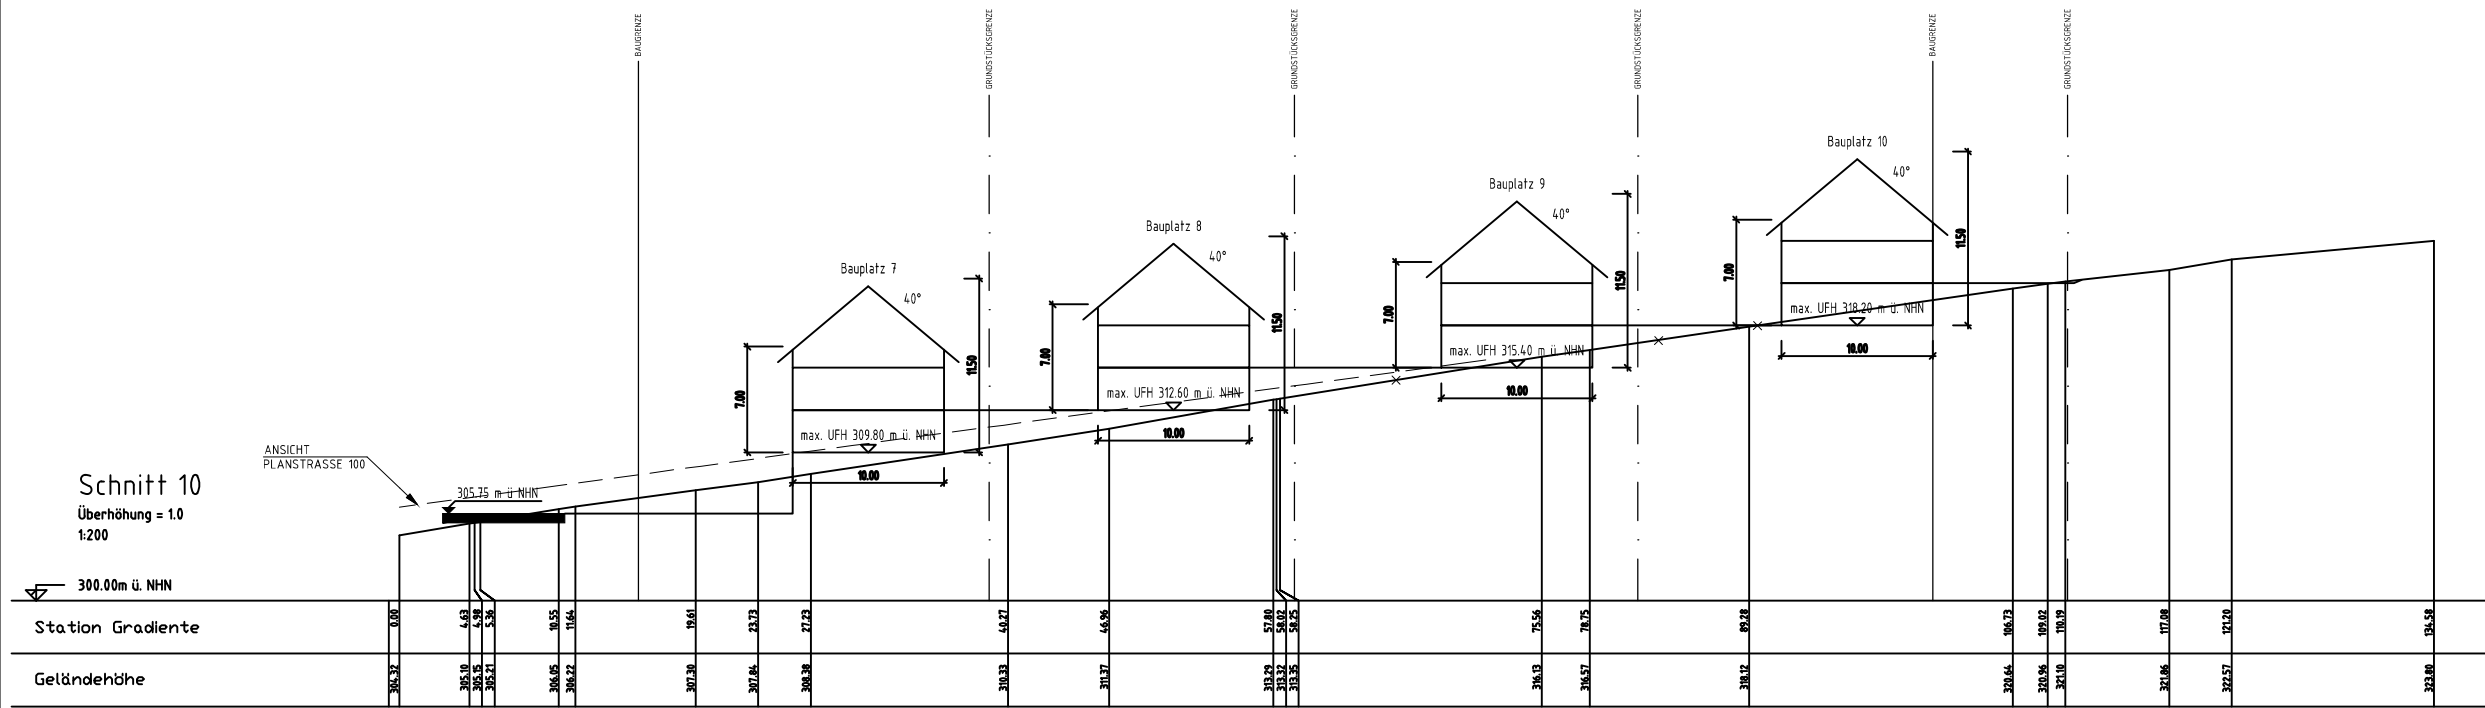 BAUGRENZE
GRUNDSTÜCKSGRENZE
GRUNDSTÜCKSGRENZE
GRUNDSTÜCKSGRENZE
BAUGRENZE
GRUNDSTÜCKSGRENZE
Bauplatz 7
40°
7.00
11.50
max. UFH 309.80 m ü. NHN
10.00
Bauplatz 8
40°
7.00
11.50
max. UFH 312.60 m ü. NHN
10.00
Bauplatz 9
40°
7.00
11.50
max. UFH 315.40 m ü. NHN
10.00
Bauplatz 10
40°
7.00
11.50
max. UFH 318.20 m ü. NHN
10.00
ANSICHT
PLANSTRASSE 100
305.75 m ü NHN
Schnitt 10
Überhöhung = 1.0
1:200
300.00m ü. NHN
Station Gradiente
0.00
4.63
4.98
5.36
10.55
11.64
19.61
23.73
27.23
40.27
46.96
57.80
58.02
58.25
75.56
78.75
89.28
106.73
109.02
110.19
117.08
121.20
134.58
Geländehöhe
304.32
305.10
305.15
305.21
306.05
306.22
307.30
307.84
308.38
310.33
311.37
313.29
313.32
313.35
316.13
316.57
318.12
320.64
320.96
321.10
321.86
322.57
323.80